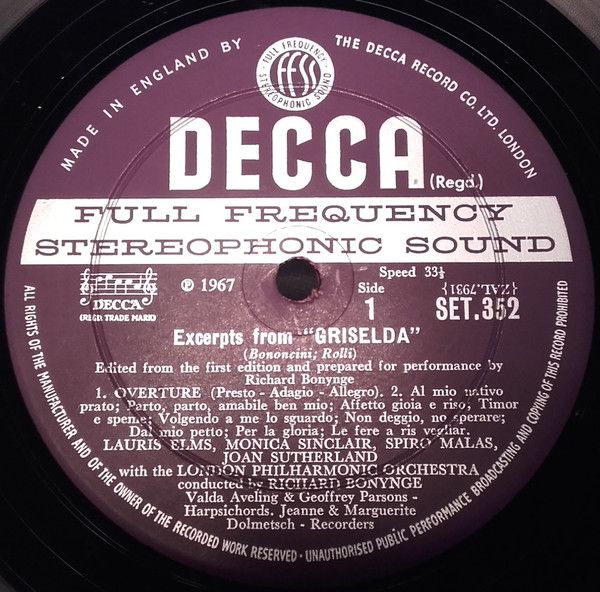 MADE IN ENGLAND BY THE DECCA RECORD CO. LTD. LONDON
FULL FREQUENCY
FFSS
STEREOPHONIC SOUND
DECCA (Regd.)
FULL FREQUENCY
STEREOPHONIC SOUND
DECCA
(REGD. TRADE MARK)
℗ 1967
Speed 33⅓
Side
1
{ZAL.7931}
SET.352
Excerpts from "GRISELDA"
(Bononcini; Rolli)
Edited from the first edition and prepared for performance by
Richard Bonynge
1. OVERTURE (Presto - Adagio - Allegro). 2. Al mio nativo
prato; Parto, parto, amabile ben mio; Affetto gioia e riso; Timor
e speme; Volgendo a me lo sguardo; Non deggio, no sperare;
Dal mio petto; Per la gloria; Le fere a ris vegliar.
LAURIS ELMS, MONICA SINCLAIR, SPIRO MALAS,
JOAN SUTHERLAND
with the LONDON PHILHARMONIC ORCHESTRA
conducted by RICHARD BONYNGE
Valda Aveling & Geoffrey Parsons -
Harpsichords. Jeanne & Marguerite
Dolmetsch - Recorders
ALL RIGHTS OF THE MANUFACTURER AND OF THE OWNER OF THE RECORDED WORK RESERVED · UNAUTHORISED PUBLIC PERFORMANCE BROADCASTING AND COPYING OF THIS RECORD PROHIBITED